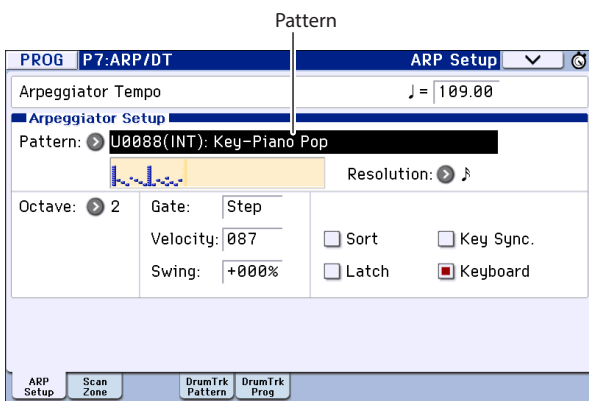 Pattern
PROG P7:ARP/DT ARP Setup
Arpeggiator Tempo ♩= 109.00
Arpeggiator Setup
Pattern: U0088(INT): Key-Piano Pop
Resolution: ♪
Octave: 2 Gate: Step
Velocity: 087 Sort Key Sync.
Swing: +000% Latch Keyboard
ARP Setup Scan Zone DrumTrk Pattern DrumTrk Prog